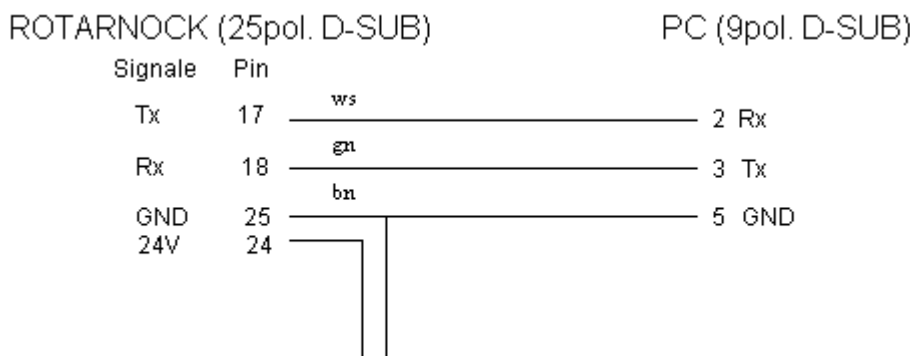 ROTARNOCK (25pol. D-SUB) PC (9pol. D-SUB)
Signale Pin
Tx 17 ws 2 Rx
Rx 18 gn 3 Tx
GND 25 bn 5 GND
24V 24